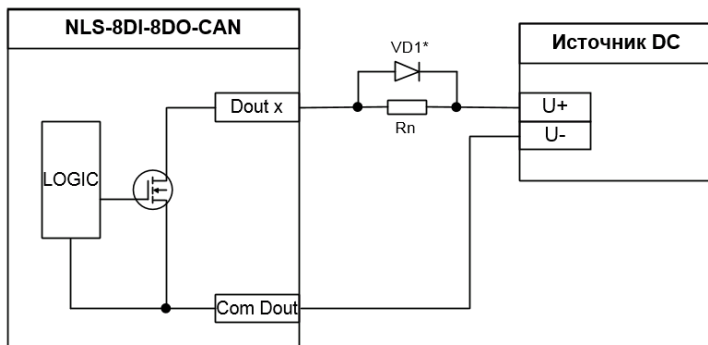 NLS-8DI-8DO-CAN
VD1*
Источник DC
Dout x
U+
Rn
U-
LOGIC
Com Dout